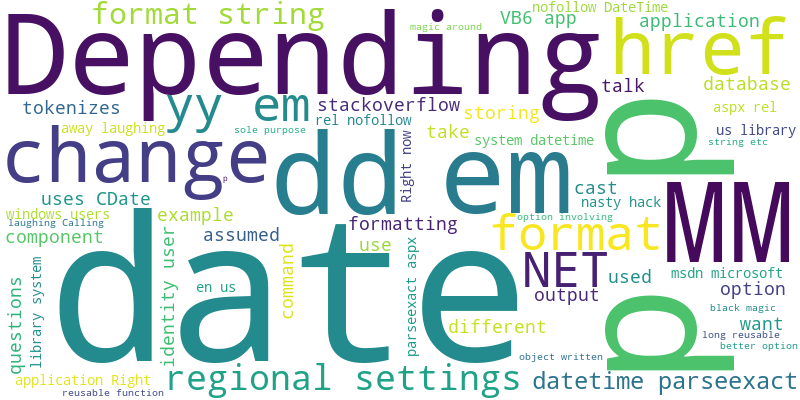 format string
magic around
nofollow DateTime
VB6 app
application
Depending
href
talk
database
tokenizes
yy em
stackoverflow
storing
aspx rel
away laughing
sole purpose
rel nofollow
take
system datetime
us library
string etc
change
p
dd em
Right now
d
cast
nasty hack
uses CDate
windows users
example
laughing Calling
component
assumed
formatting
option involving
format
MM
date
use
NET
used
msdn microsoft
identity user
command
parseexact aspx
en us
output
option
questions
library system
different
d
black magic
want
long reusable
better option
object written
application Right
regional settings
datetime parseexact
reusable function